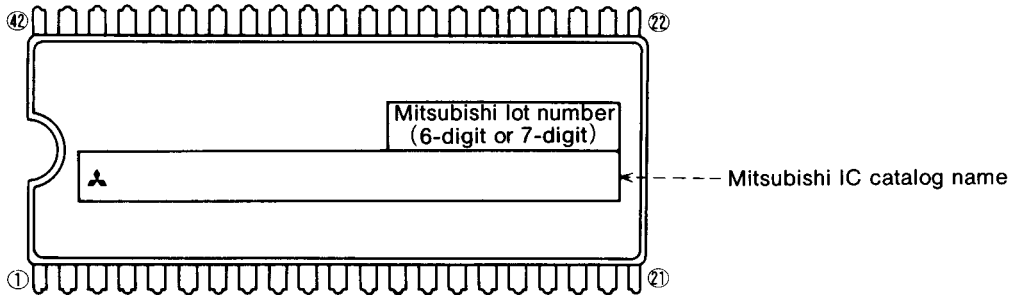 ㊷ ㉒
Mitsubishi lot number
(6-digit or 7-digit)
Mitsubishi IC catalog name
① ㉑